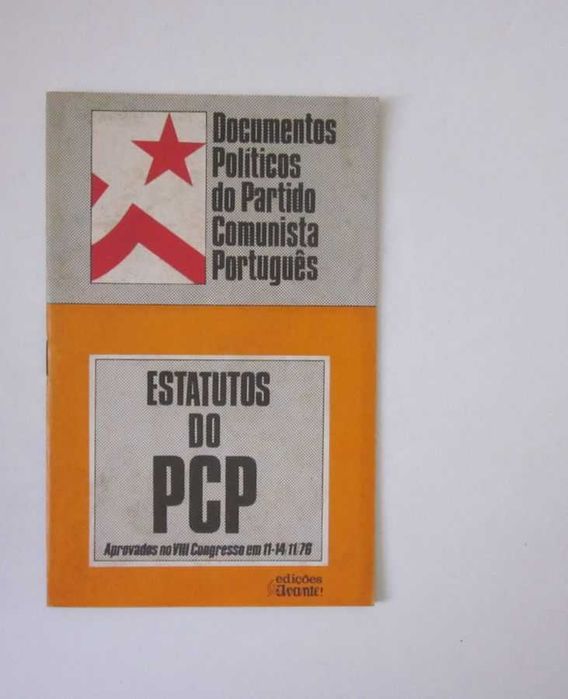 Documentos
Políticos
do Partido
Comunista
Português
ESTATUTOS
DO
PCP
Aprovados no VIII Congresso em 11-14/11/76
edições
Avante!